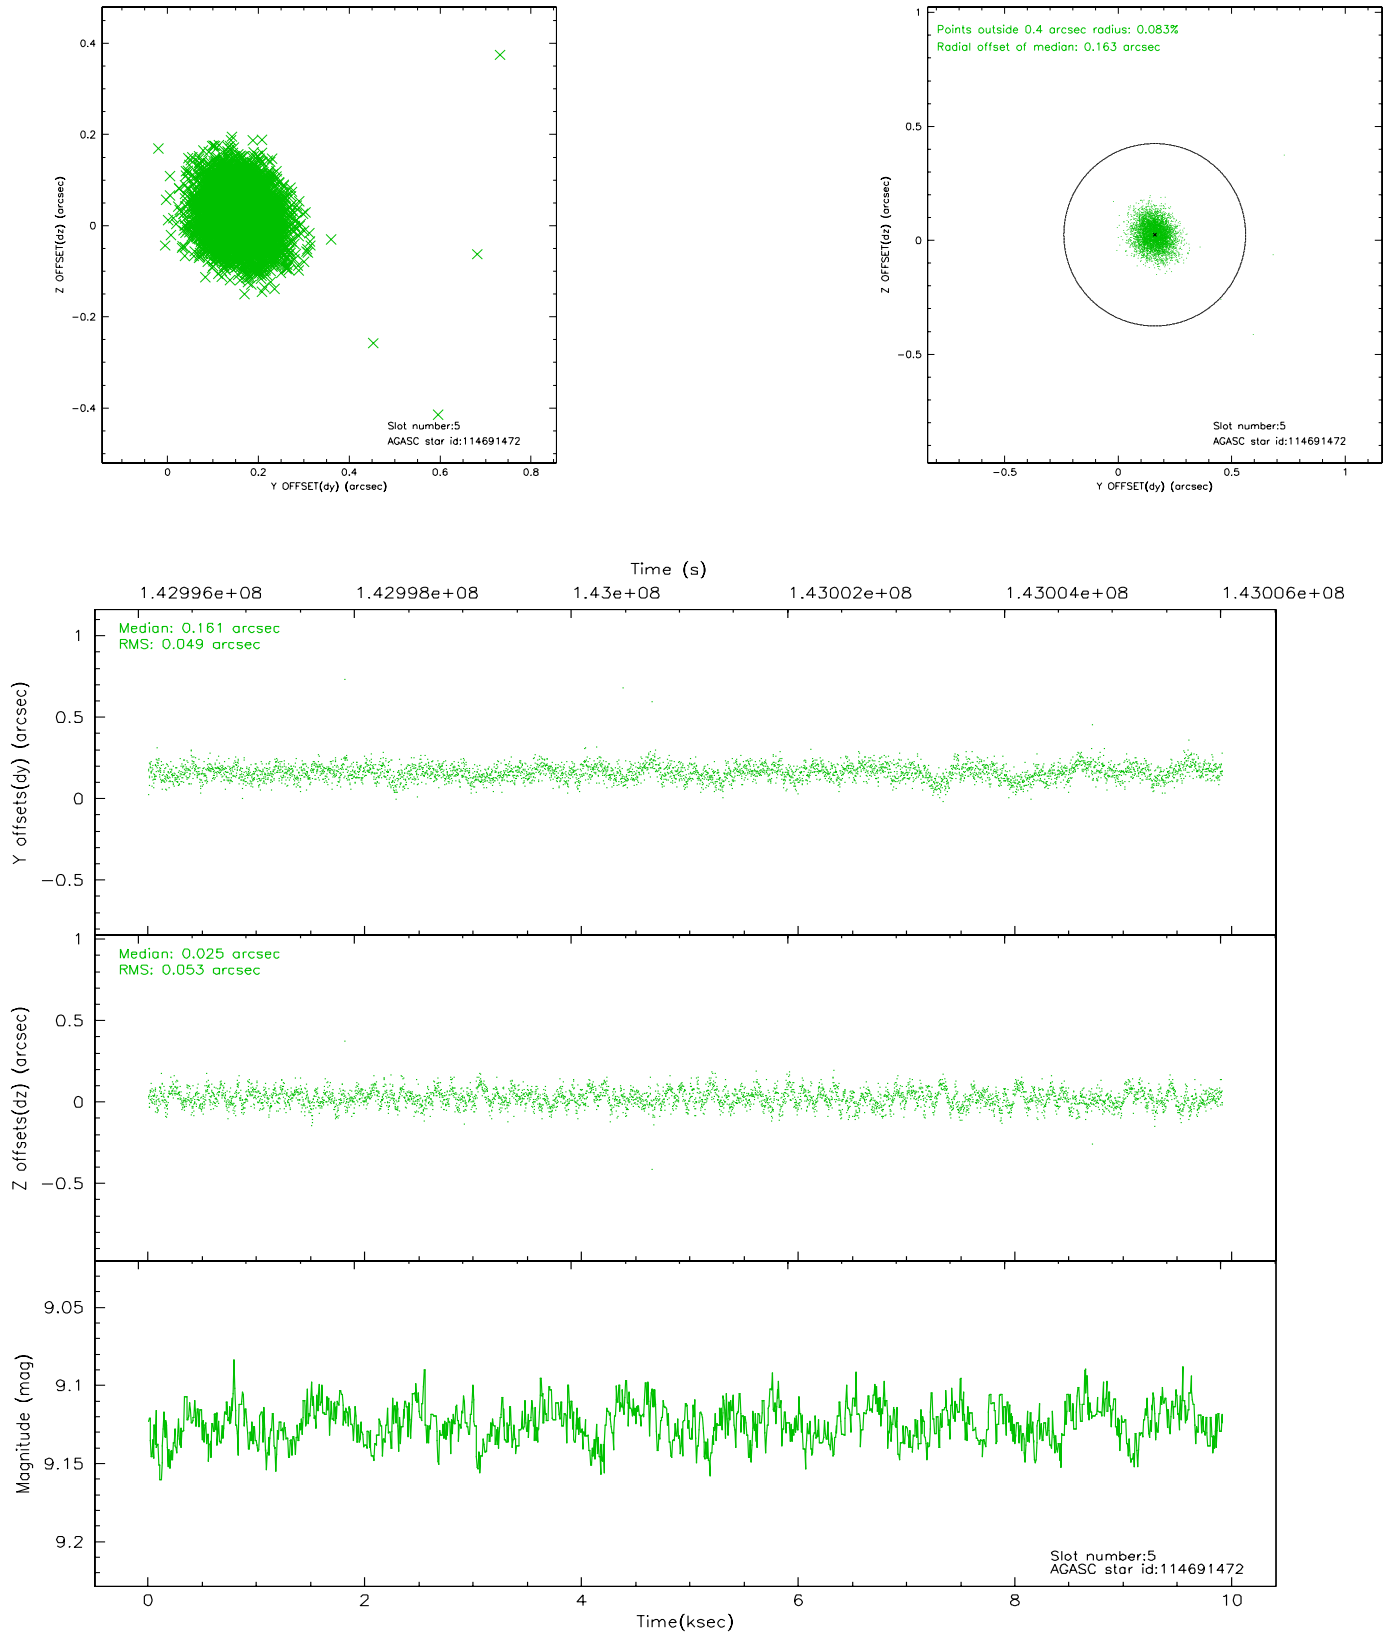 0.4
0.2
0
−0.2
−0.4
Z OFFSET(dz) (arcsec)
Slot number:5
AGASC star id:114691472
0 0.2 0.4 0.6 0.8
Y OFFSET(dy) (arcsec)
Points outside 0.4 arcsec radius: 0.083%
Radial offset of median: 0.163 arcsec
1
0.5
0
−0.5
Z OFFSET(dz) (arcsec)
Slot number:5
AGASC star id:114691472
−0.5 0 0.5 1
Y OFFSET(dy) (arcsec)
Time (s)
1.42996e+08 1.42998e+08 1.43e+08 1.43002e+08 1.43004e+08 1.43006e+08
Median: 0.161 arcsec
RMS: 0.049 arcsec
1
0.5
0
−0.5
Y offsets(dy) (arcsec)
Median: 0.025 arcsec
RMS: 0.053 arcsec
1
0.5
0
−0.5
Z offsets(dz) (arcsec)
9.05
9.1
9.15
9.2
Magnitude (mag)
Slot number:5
AGASC star id:114691472
0 2 4 6 8 10
Time(ksec)